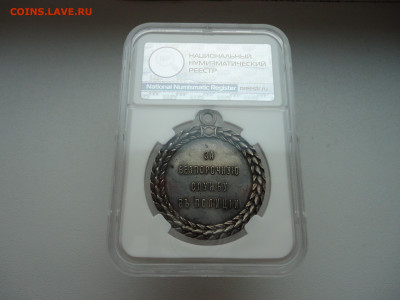 COINS.LAVE.RU
НАЦИОНАЛЬНЫЙ
НУМИЗМАТИЧЕСКИЙ
РЕЕСТР
National Numismatic Register
ЗА
БЕЗПОРОЧНУЮ
СЛУЖБУ
ВЪ ПОЛИЦІИ